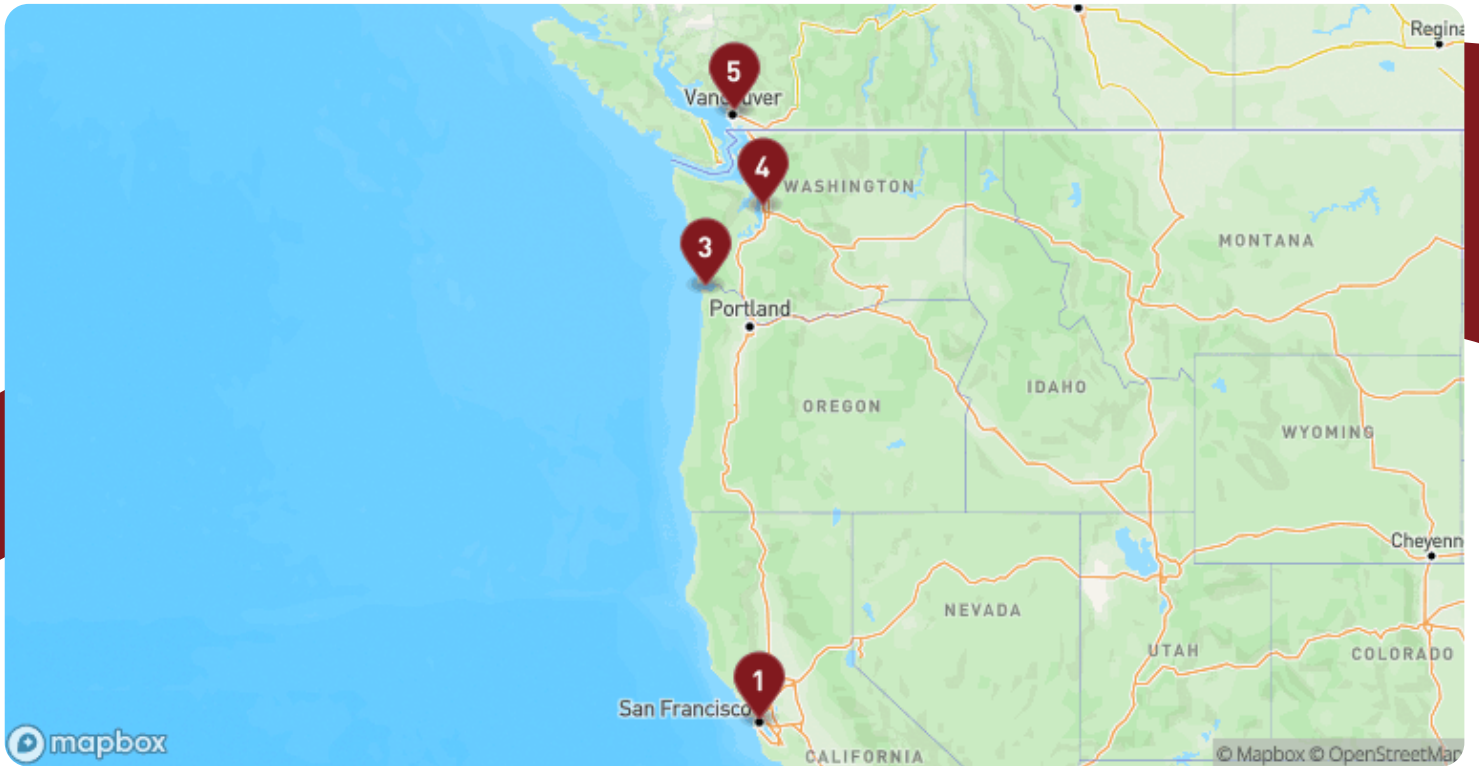 Regina
5
Vancouver
4
WASHINGTON
3
MONTANA
Portland
IDAHO
OREGON
WYOMING
Cheyenn
NEVADA
UTAH
COLORADO
1
San Francisco
CALIFORNIA
mapbox
© Mapbox © OpenStreetMap